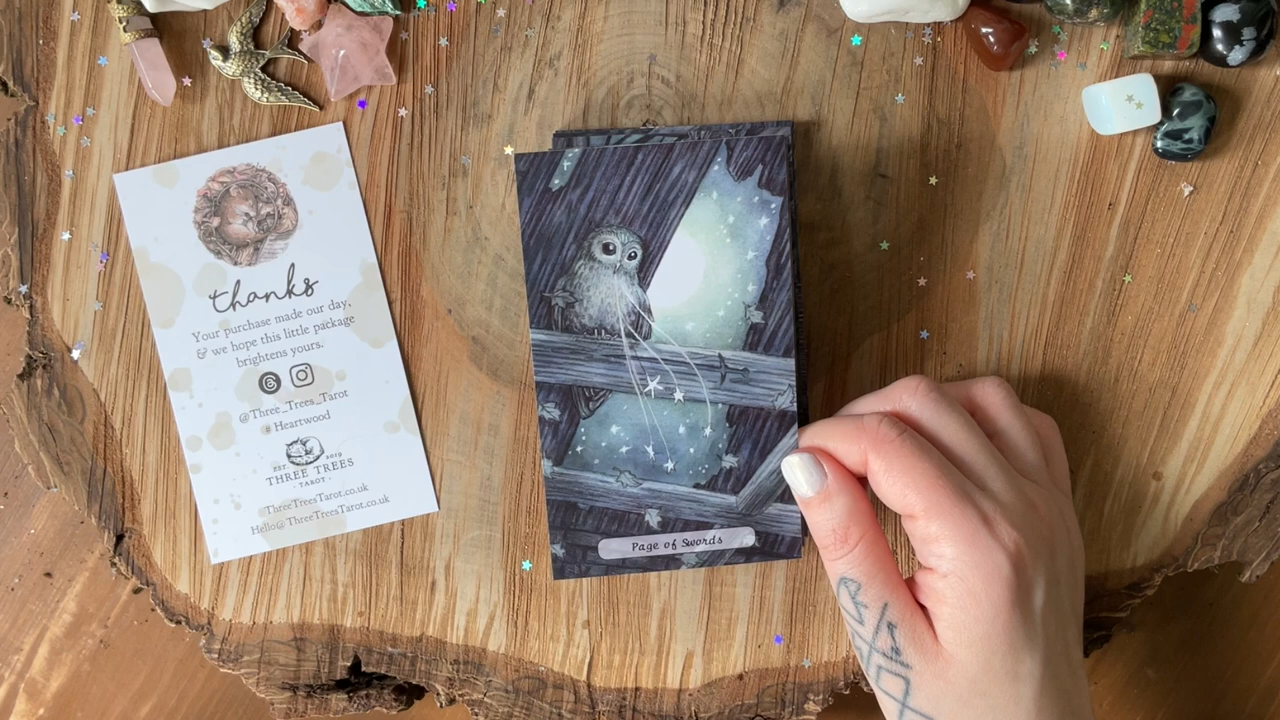 thanks
Your purchase made our day,
& we hope this little package
brightens yours.
@Three_Trees_Tarot
# Heartwood
EST. 2019
THREE TREES
· TAROT ·
ThreeTreesTarot.co.uk
Hello@ThreeTreesTarot.co.uk
Page of Swords